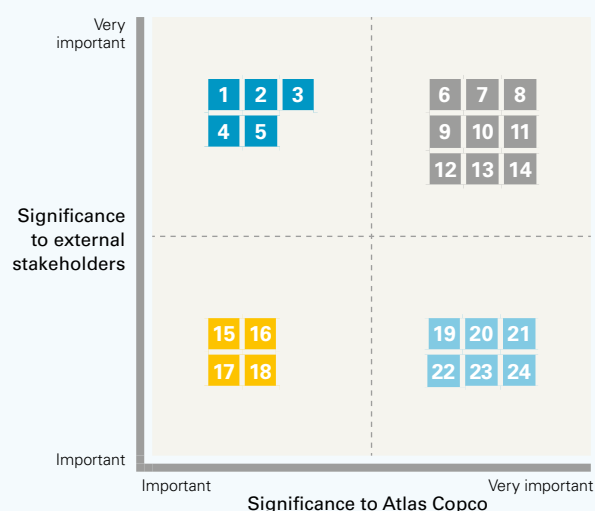 Very
important
1 2 3
6 7 8
4 5
9 10 11
12 13 14
Significance
to external
stakeholders
15 16
19 20 21
17 18
22 23 24
Important
Important
Very important
Significance to Atlas Copco